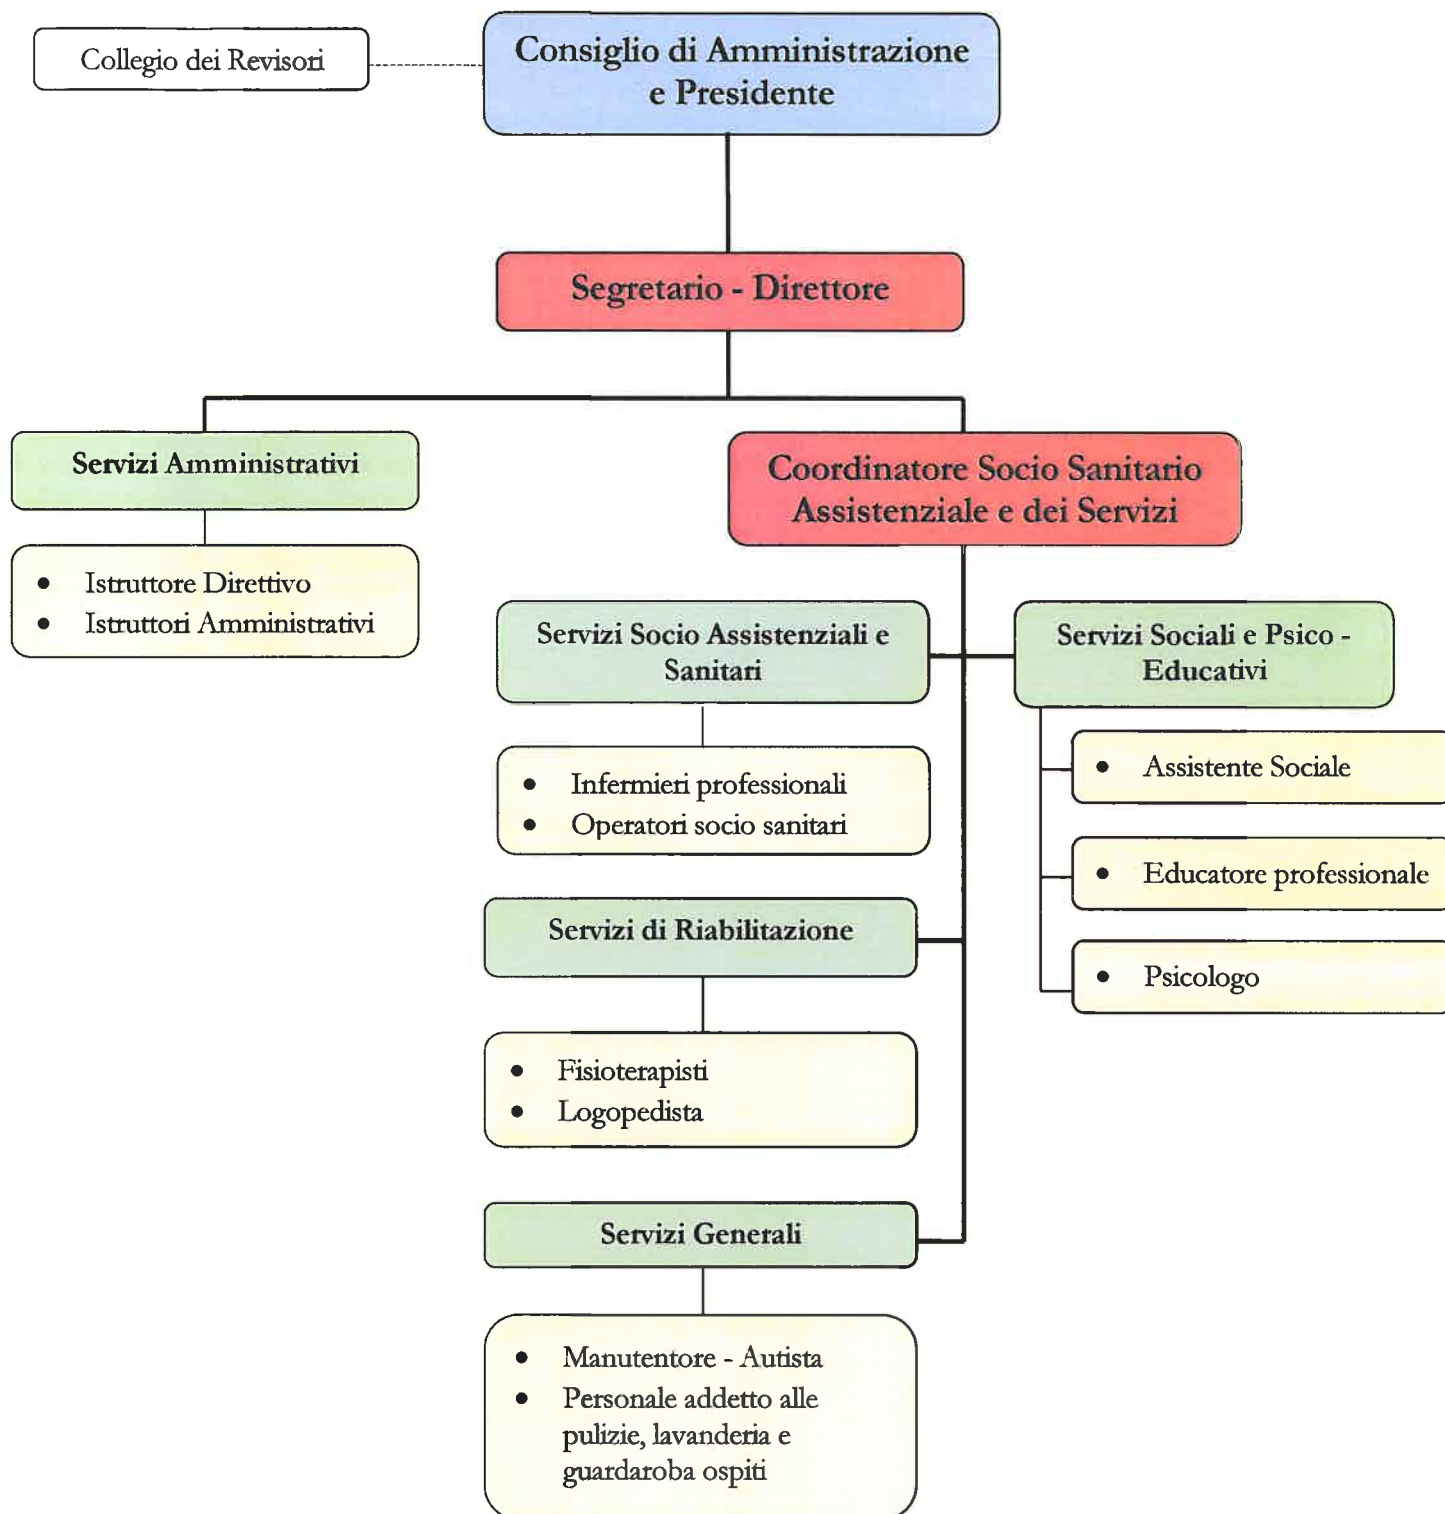 Collegio dei Revisori
Consiglio di Amministrazione
e Presidente
Segretario - Direttore
Servizi Amministrativi
• Istruttore Direttivo
• Istruttori Amministrativi
Coordinatore Socio Sanitario
Assistenziale e dei Servizi
Servizi Socio Assistenziali e
Sanitari
• Infermieri professionali
• Operatori socio sanitari
Servizi Sociali e Psico -
Educativi
• Assistente Sociale
• Educatore professionale
• Psicologo
Servizi di Riabilitazione
• Fisioterapisti
• Logopedista
Servizi Generali
• Manutentore - Autista
• Personale addetto alle
pulizie, lavanderia e
guardaroba ospiti